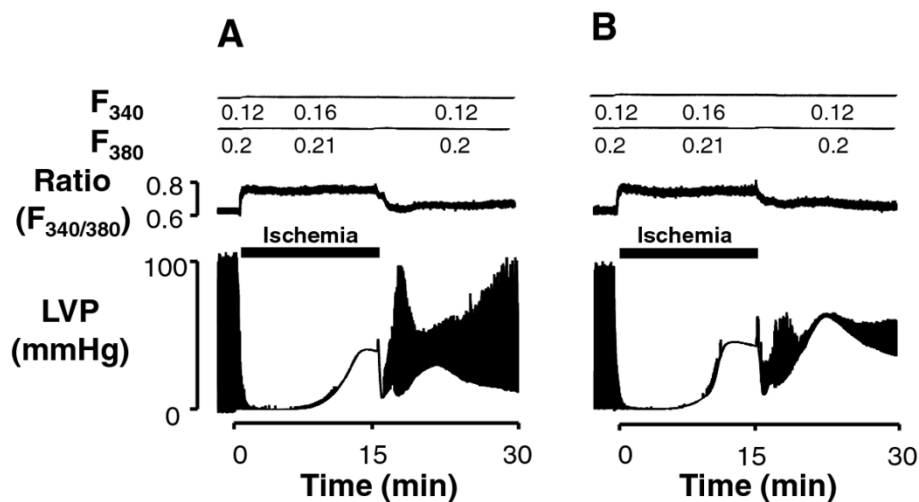 A B
F340
0.12 0.16 0.12 0.12 0.16 0.12
F380
0.2 0.21 0.2 0.2 0.21 0.2
Ratio 0.8
(F340/380) 0.6
Ischemia Ischemia
100
LVP
(mmHg)
0
0 15 30 0 15 30
Time (min) Time (min)